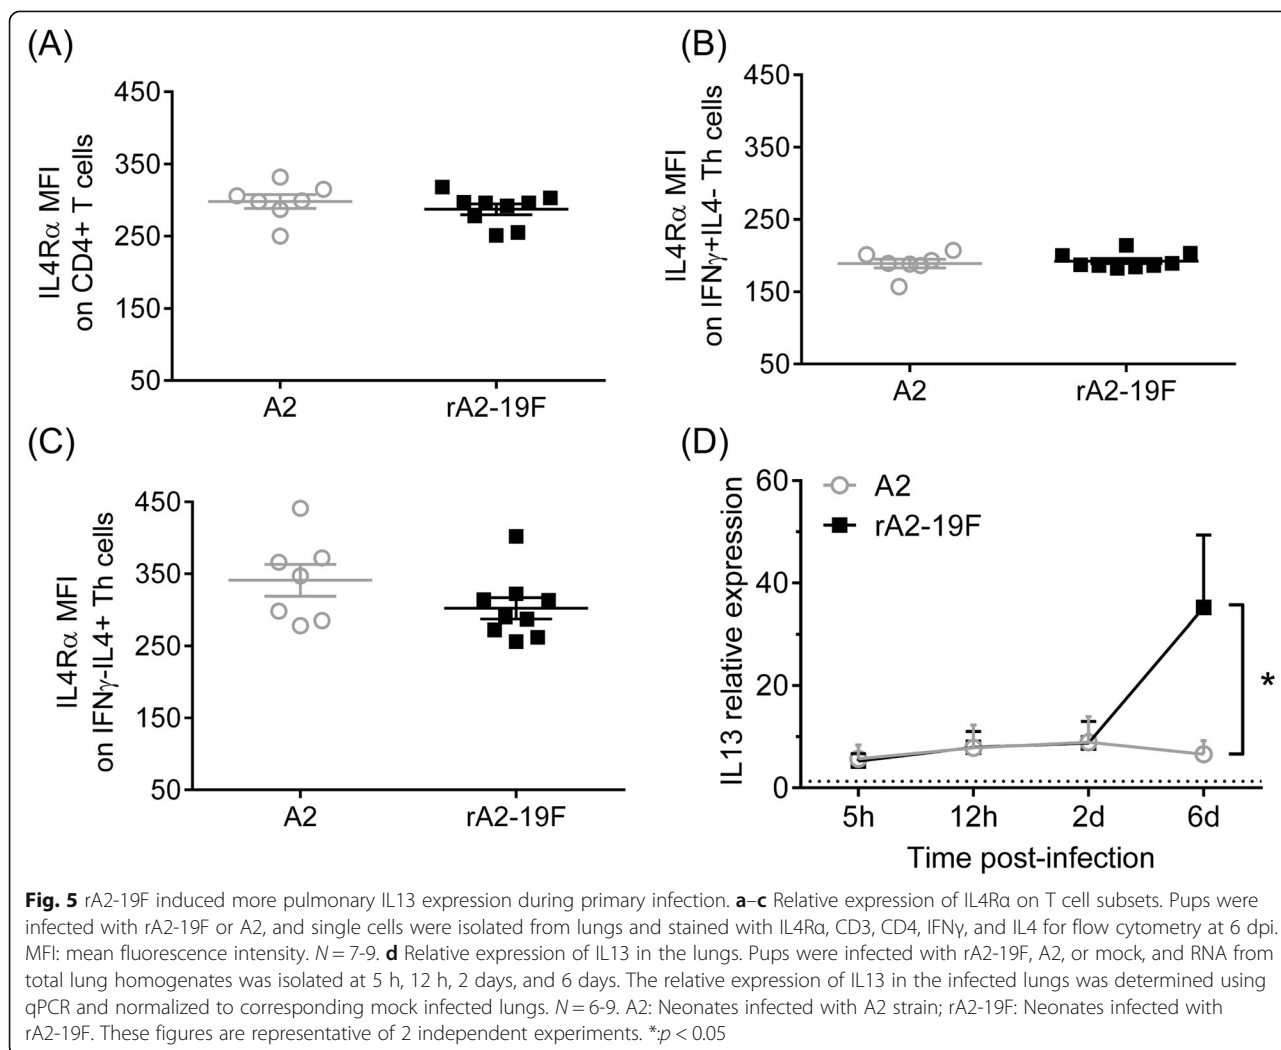 (A)
IL4Rα MFI
on CD4+ T cells
450
350
250
150
50
A2
rA2-19F
(B)
IL4Rα MFI
on IFNγ+IL4- Th cells
450
350
250
150
50
A2
rA2-19F
(C)
IL4Rα MFI
on IFNγ-IL4+ Th cells
450
350
250
150
50
A2
rA2-19F
(D)
IL13 relative expression
60
40
20
0
A2
rA2-19F
*
5h
12h
2d
6d
Time post-infection
Fig. 5 rA2-19F induced more pulmonary IL13 expression during primary infection. a–c Relative expression of IL4Rα on T cell subsets. Pups were
infected with rA2-19F or A2, and single cells were isolated from lungs and stained with IL4Rα, CD3, CD4, IFNγ, and IL4 for flow cytometry at 6 dpi.
MFI: mean fluorescence intensity. N = 7-9. d Relative expression of IL13 in the lungs. Pups were infected with rA2-19F, A2, or mock, and RNA from
total lung homogenates was isolated at 5 h, 12 h, 2 days, and 6 days. The relative expression of IL13 in the infected lungs was determined using
qPCR and normalized to corresponding mock infected lungs. N = 6-9. A2: Neonates infected with A2 strain; rA2-19F: Neonates infected with
rA2-19F. These figures are representative of 2 independent experiments. *:p < 0.05